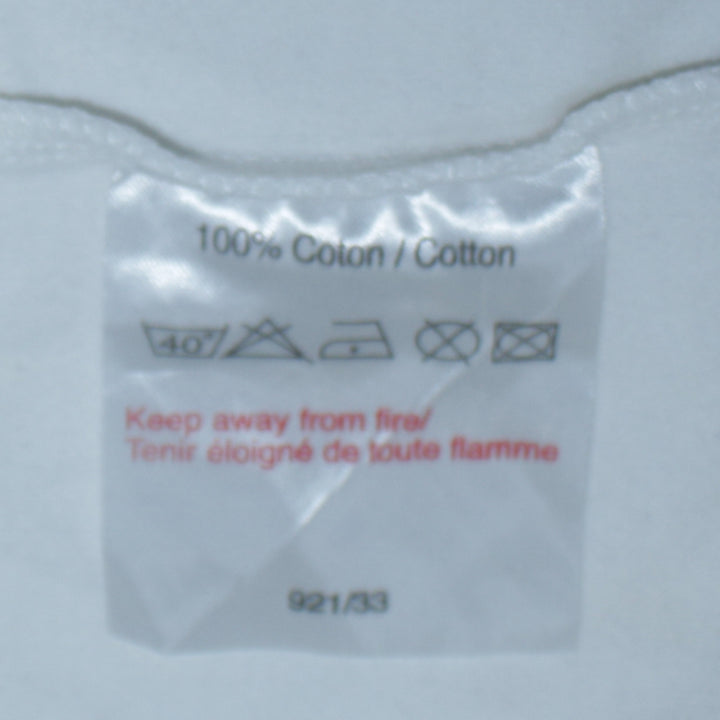 100% Coton / Cotton
40°
Keep away from fire/
Tenir éloigné de toute flamme
921/33